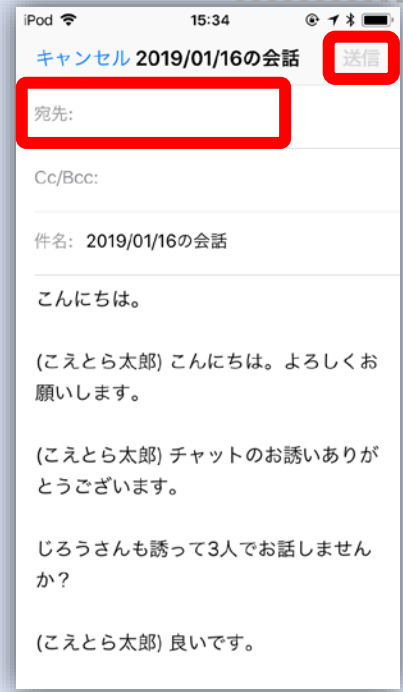 iPod 15:34
キャンセル 2019/01/16の会話 送信
宛先:
Cc/Bcc:
件名: 2019/01/16の会話
こんにちは。
(こえとら太郎) こんにちは。よろしくお
願いします。
(こえとら太郎) チャットのお誘いありが
とうございます。
じろうさんも誘って3人でお話しません
か？
(こえとら太郎) 良いです。